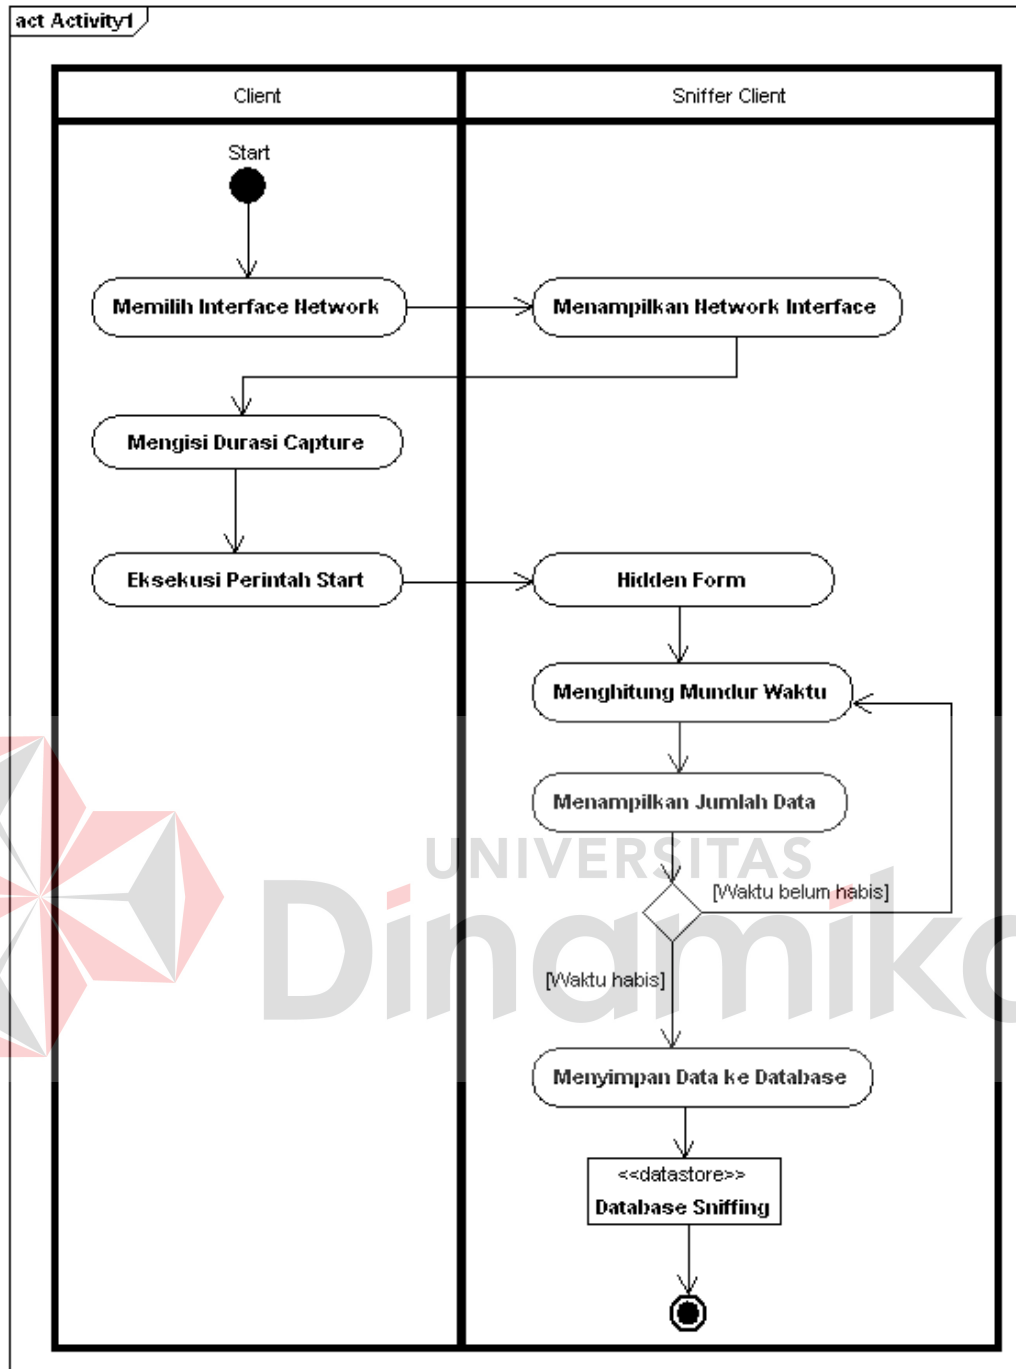 act Activity1
Client
Sniffer Client
Start
Memilih Interface Network
Menampilkan Network Interface
Mengisi Durasi Capture
Eksekusi Perintah Start
Hidden Form
Menghitung Mundur Waktu
Menampilkan Jumlah Data
UNIVERSITAS
Dinamika
[Waktu belum habis]
[Waktu habis]
Menyimpan Data ke Database
<<datastore>>
Database Sniffing